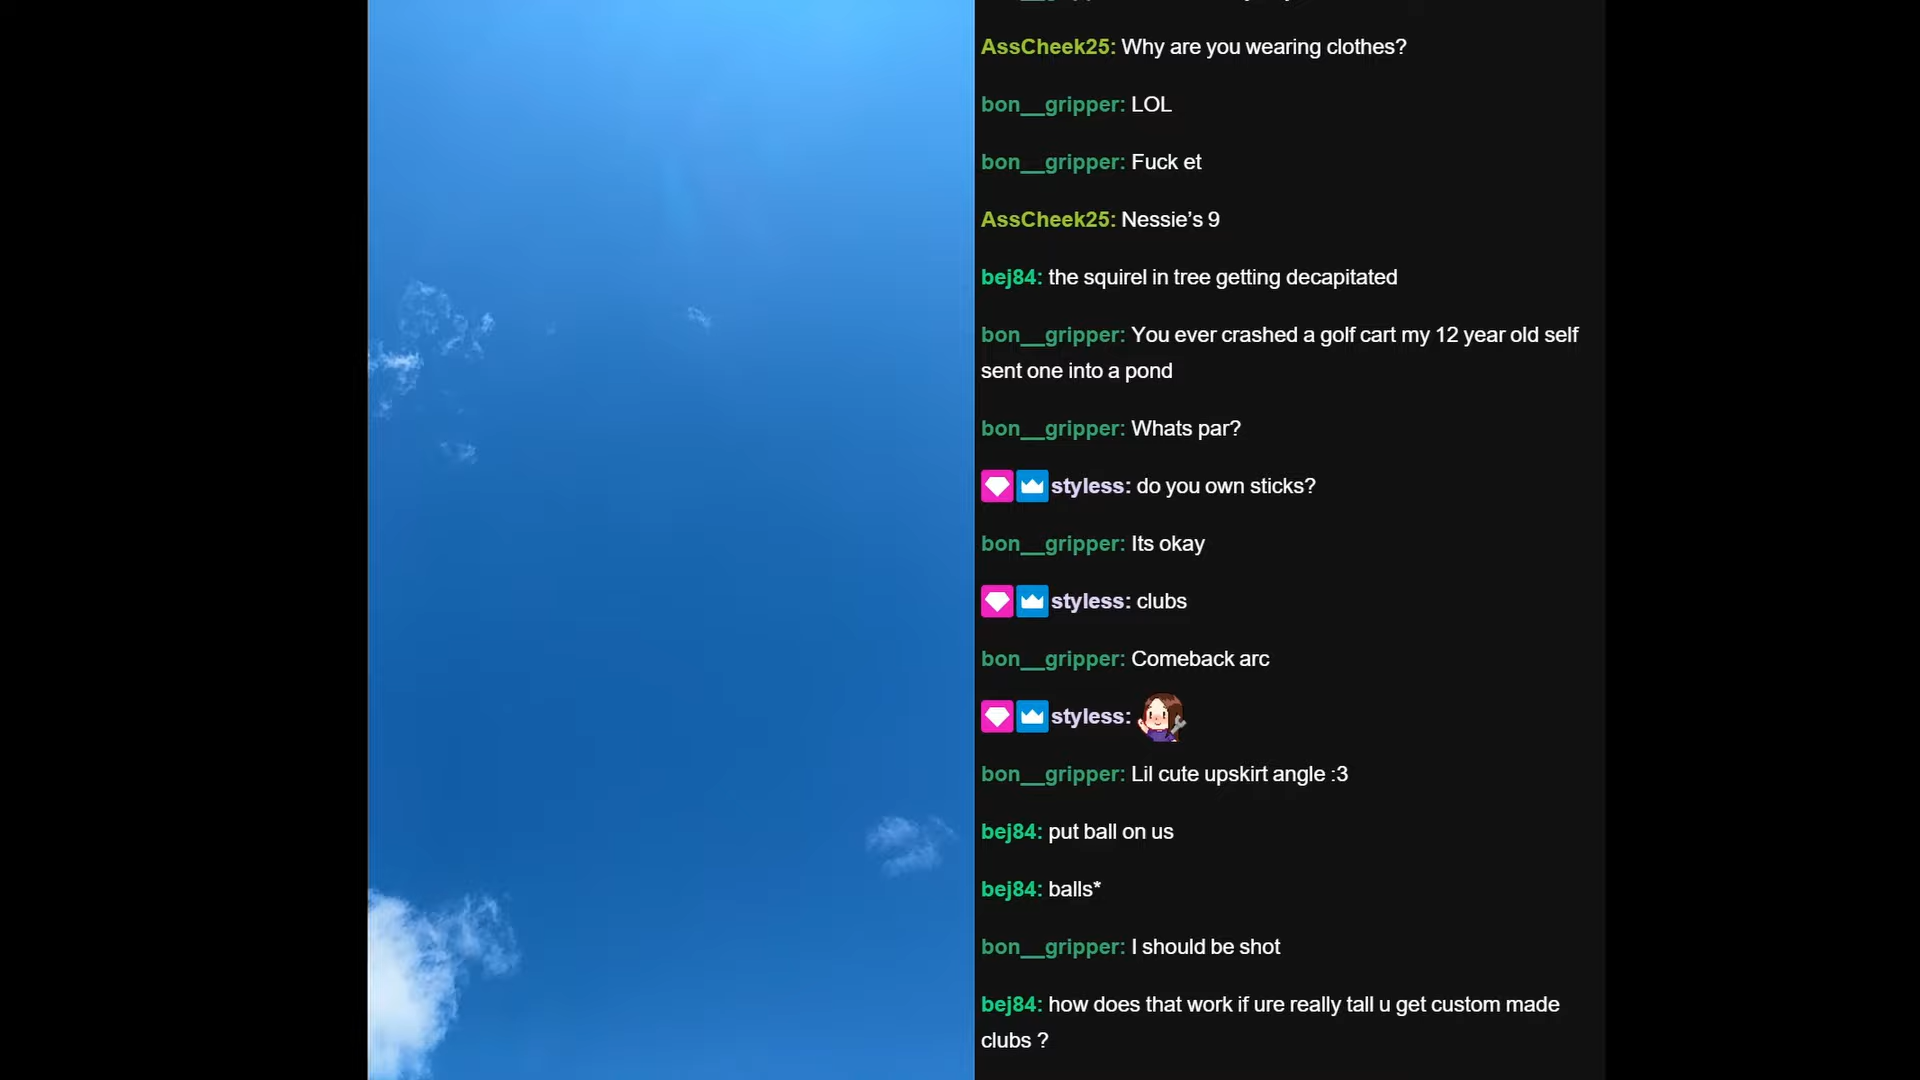 AssCheek25: Why are you wearing clothes?
bon__gripper: LOL
bon__gripper: Fuck et
AssCheek25: Nessie’s 9
bej84: the squirel in tree getting decapitated
bon__gripper: You ever crashed a golf cart my 12 year old self
sent one into a pond
bon__gripper: Whats par?
styless: do you own sticks?
bon__gripper: Its okay
styless: clubs
bon__gripper: Comeback arc
styless:
bon__gripper: Lil cute upskirt angle :3
bej84: put ball on us
bej84: balls*
bon__gripper: I should be shot
bej84: how does that work if ure really tall u get custom made
clubs ?